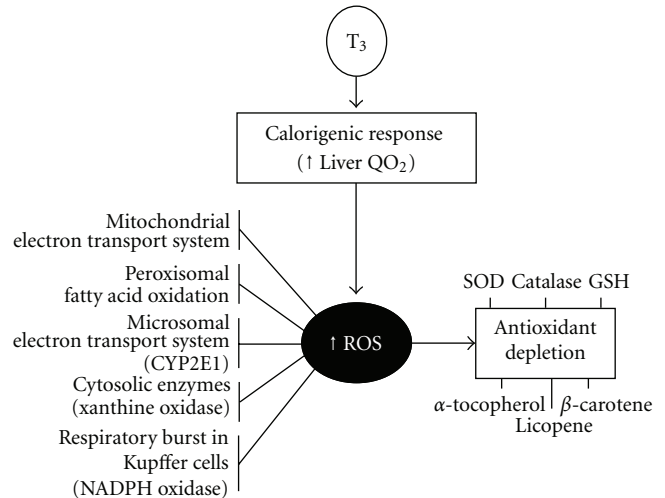 T₃
Calorigenic response
(↑ Liver QO₂)
Mitochondrial
electron transport system
Peroxisomal
fatty acid oxidation
Microsomal
electron transport system
(CYP2E1)
Cytosolic enzymes
(xanthine oxidase)
Respiratory burst in
Kupffer cells
(NADPH oxidase)
↑ ROS
SOD Catalase GSH
Antioxidant
depletion
α-tocopherol β-carotene
Licopene